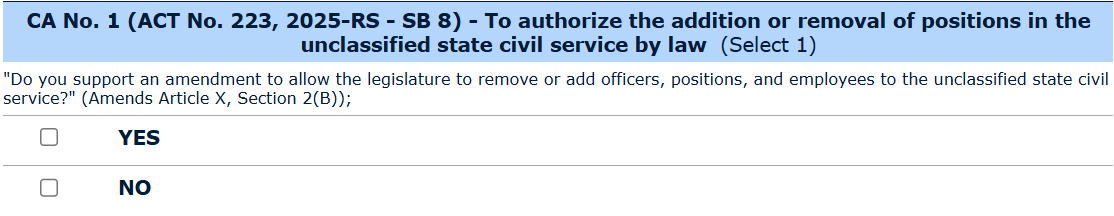 CA No. 1 (ACT No. 223, 2025-RS - SB 8) - To authorize the addition or removal of positions in the
unclassified state civil service by law (Select 1)
"Do you support an amendment to allow the legislature to remove or add officers, positions, and employees to the unclassified state civil
service?" (Amends Article X, Section 2(B));
YES
NO